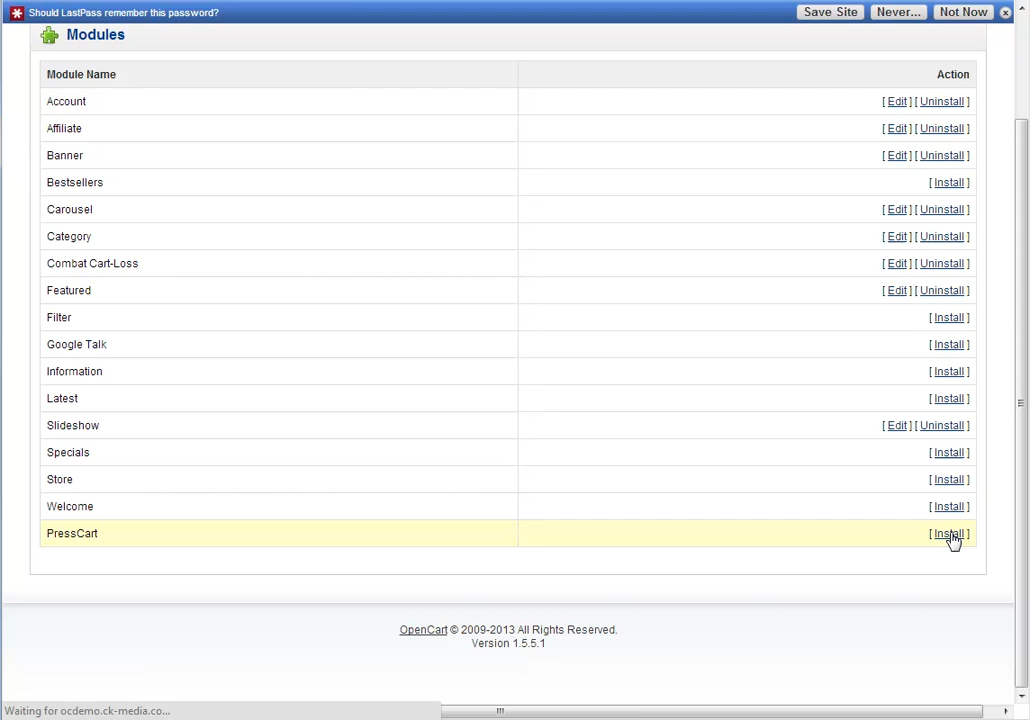 Should LastPass remember this password? Save Site Never... Not Now
Modules
Module Name Action
Account [ Edit ] [ Uninstall ]
Affiliate [ Edit ] [ Uninstall ]
Banner [ Edit ] [ Uninstall ]
Bestsellers [ Install ]
Carousel [ Edit ] [ Uninstall ]
Category [ Edit ] [ Uninstall ]
Combat Cart-Loss [ Edit ] [ Uninstall ]
Featured [ Edit ] [ Uninstall ]
Filter [ Install ]
Google Talk [ Install ]
Information [ Install ]
Latest [ Install ]
Slideshow [ Edit ] [ Uninstall ]
Specials [ Install ]
Store [ Install ]
Welcome [ Install ]
PressCart [ Install ]
OpenCart © 2009-2013 All Rights Reserved.
Version 1.5.5.1
Waiting for ocdemo.ck-media.co...